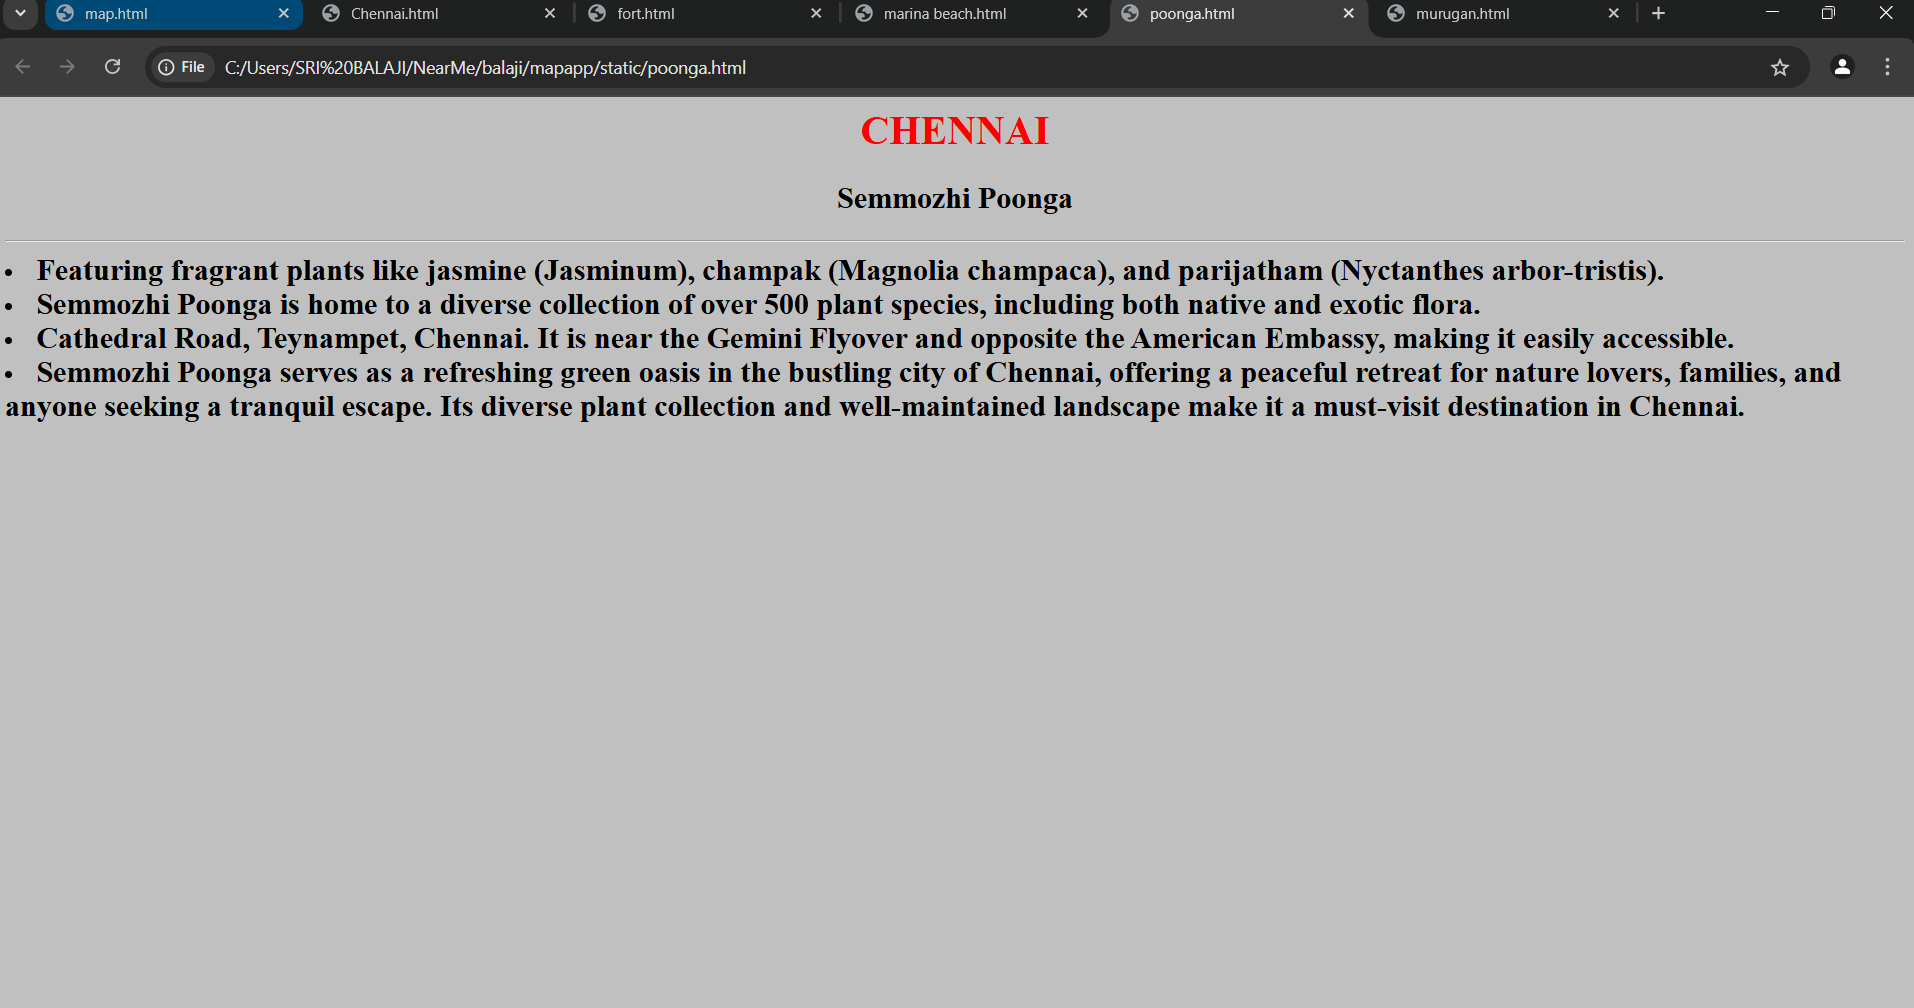 map.html
Chennai.html
fort.html
marina beach.html
poonga.html
murugan.html
File
C:/Users/SRI%20BALAJI/NearMe/balaji/mapapp/static/poonga.html
CHENNAI
Semmozhi Poonga
• Featuring fragrant plants like jasmine (Jasminum), champak (Magnolia champaca), and parijatham (Nyctanthes arbor-tristis).
• Semmozhi Poonga is home to a diverse collection of over 500 plant species, including both native and exotic flora.
• Cathedral Road, Teynampet, Chennai. It is near the Gemini Flyover and opposite the American Embassy, making it easily accessible.
• Semmozhi Poonga serves as a refreshing green oasis in the bustling city of Chennai, offering a peaceful retreat for nature lovers, families, and
anyone seeking a tranquil escape. Its diverse plant collection and well-maintained landscape make it a must-visit destination in Chennai.